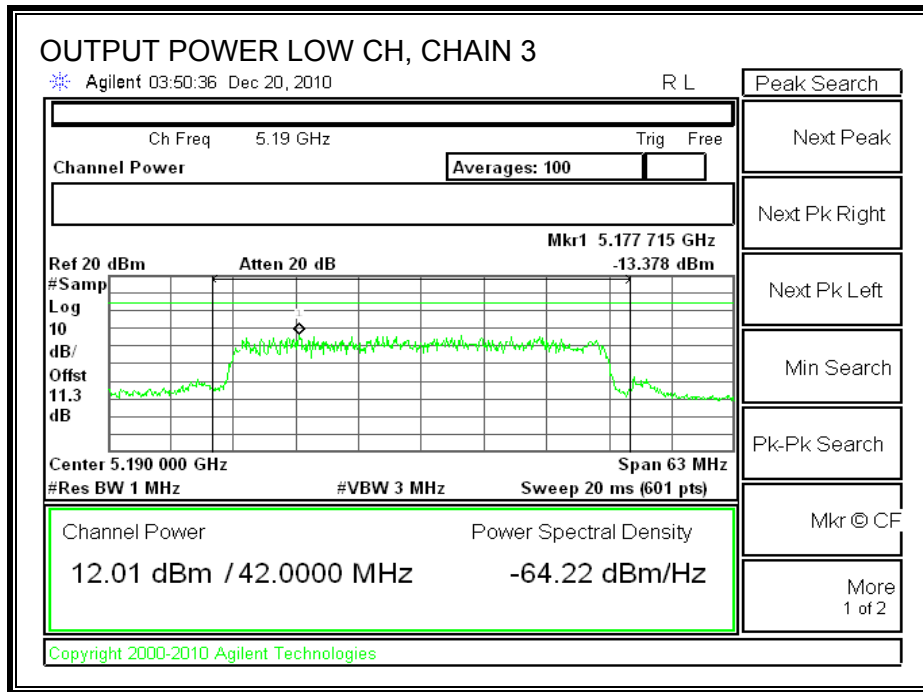 OUTPUT POWER LOW CH, CHAIN 3
Agilent 03:50:36 Dec 20, 2010 R L
Peak Search
Ch Freq 5.19 GHz Trig Free
Next Peak
Channel Power Averages: 100
Next Pk Right
Mkr1 5.177 715 GHz
Ref 20 dBm Atten 20 dB -13.378 dBm
#Samp
Log
10
dB/
Offst
11.3
dB
1
Next Pk Left
Min Search
Pk-Pk Search
Center 5.190 000 GHz Span 63 MHz
#Res BW 1 MHz #VBW 3 MHz Sweep 20 ms (601 pts)
Channel Power Power Spectral Density
12.01 dBm / 42.0000 MHz -64.22 dBm/Hz
Mkr © CF
More
1 of 2
Copyright 2000-2010 Agilent Technologies